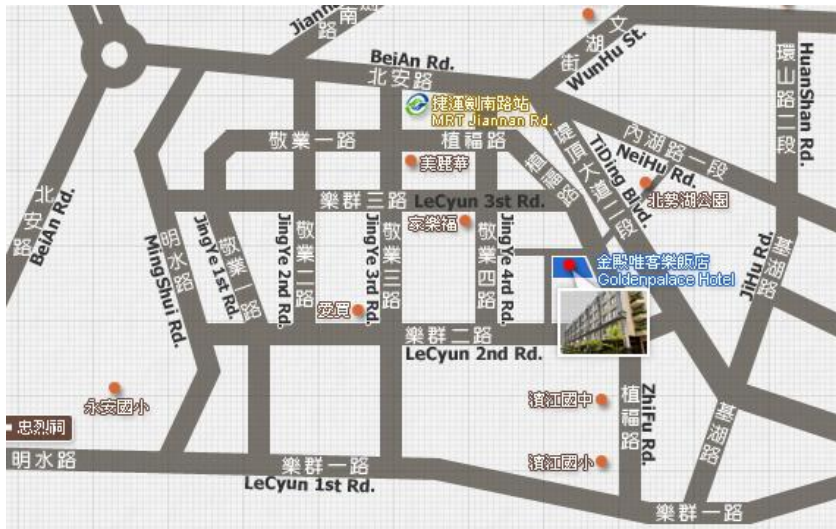 Jiannan
路南
文湖街
WunHu St.
HuanShan Rd.
環山路二段
BeiAn Rd.
北安路
捷運劍南路站
MRT Jiannan Rd.
敬業一路
植福路
堤頂大道二段
TiDing Blvd.
內湖路一段
NeiHu Rd.
美麗華
植福路
北勢湖公園
北安路
BeiAn Rd.
樂群三路
LeCyun 3st Rd.
家樂福
明水路
MingShui Rd.
JingYe 1st Rd.
敬業一路
JingYe 2nd Rd.
敬業二路
JingYe 3rd Rd.
敬業三路
敬業四路
JingYe 4rd Rd.
金殿唯客樂飯店
Goldenpalace Hotel
JiHu Rd.
基湖路
愛買
樂群二路
LeCyun 2nd Rd.
永安國小
濱江國中
植福路
ZhiFu Rd.
基湖路
忠烈祠
明水路
樂群一路
LeCyun 1st Rd.
濱江國小
樂群一路